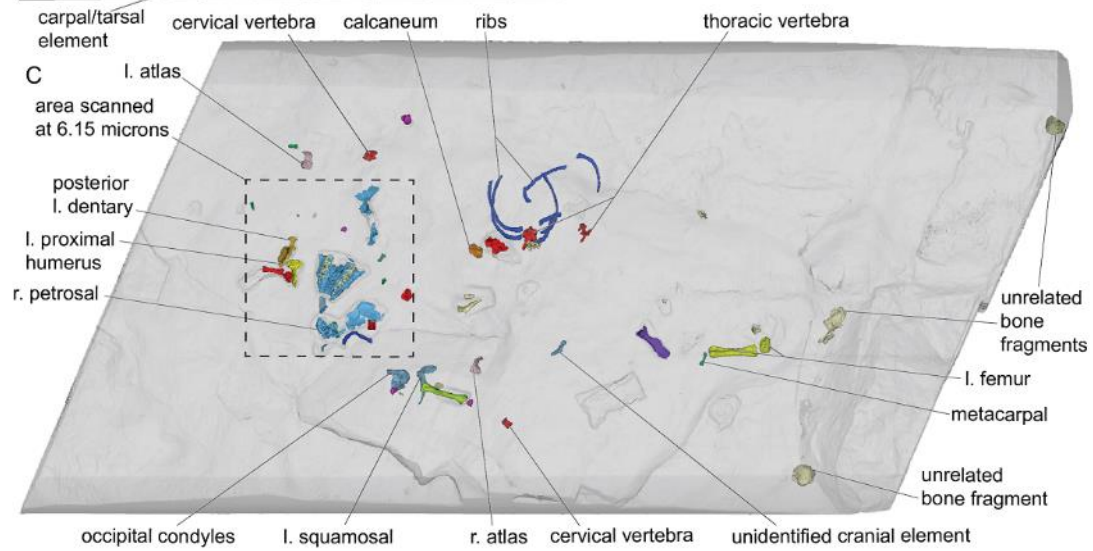 carpal/tarsal
element
cervical vertebra
calcaneum
ribs
thoracic vertebra
C
l. atlas
area scanned
at 6.15 microns
posterior
l. dentary
l. proximal
humerus
r. petrosal
unrelated
bone
fragments
l. femur
metacarpal
unrelated
bone fragment
occipital condyles
l. squamosal
r. atlas
cervical vertebra
unidentified cranial element